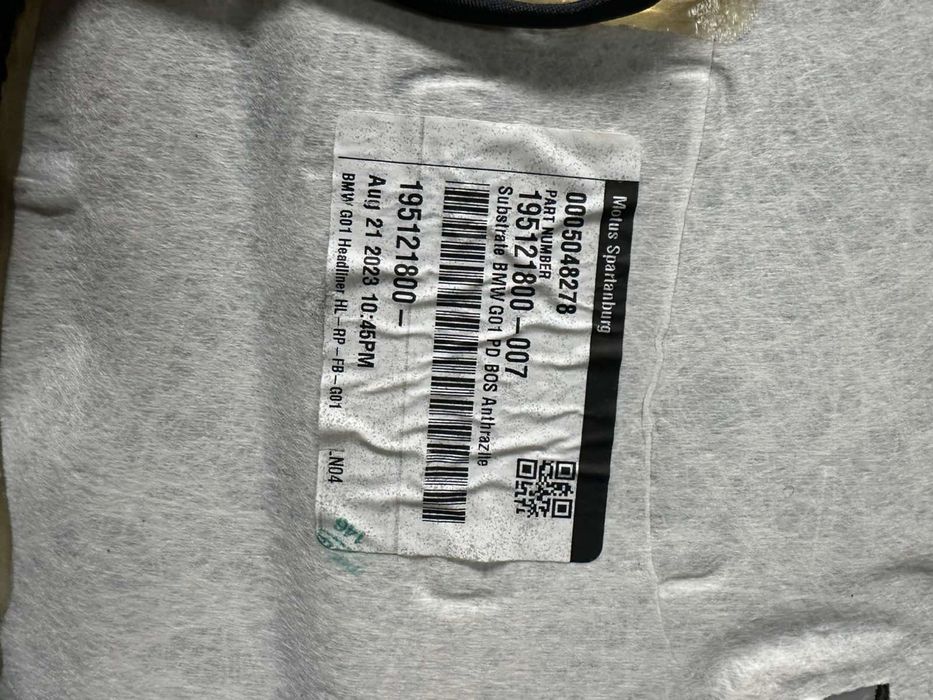 Motus Spartanburg
0005048278
PART NUMBER
195121800-007
Substrate BMW G01 PD BOS Anthrazite
195121800-
Aug 21 2023 10:45PM
BMW G01 Headliner, HL-RP-FB-G01 LN04